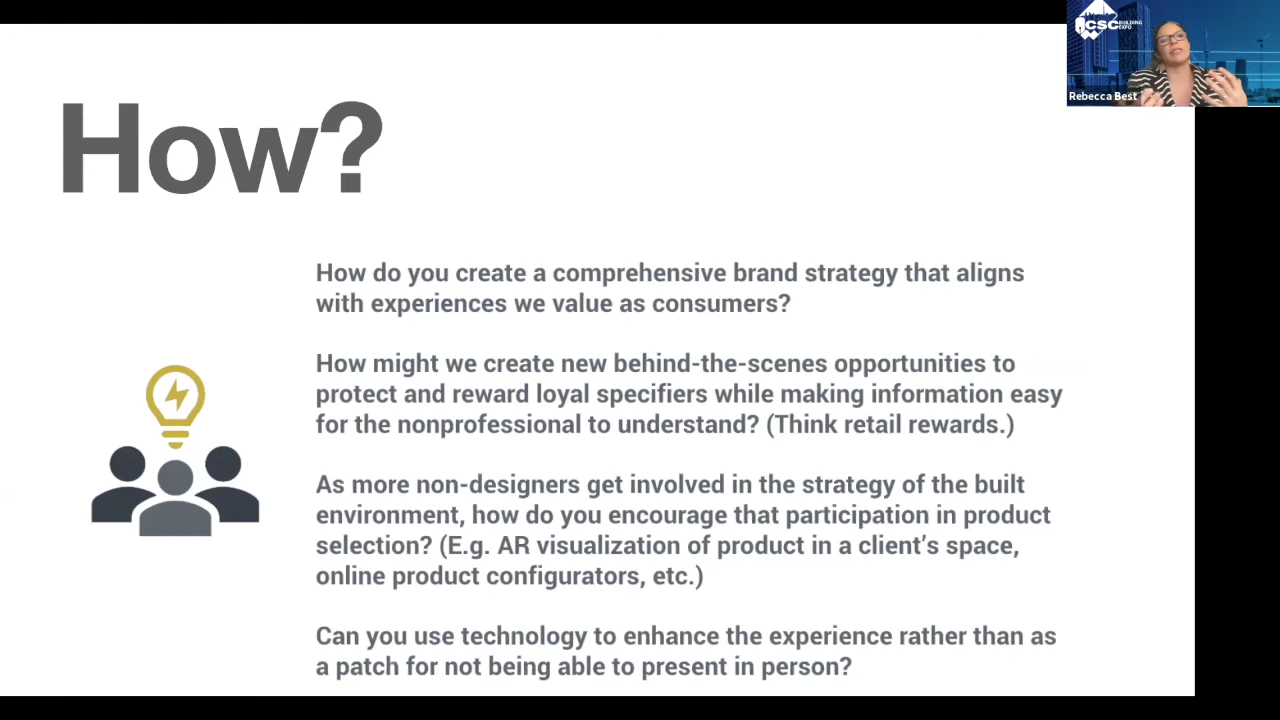 CSC BUILDING
EXPO
Rebecca Best
How?
How do you create a comprehensive brand strategy that aligns
with experiences we value as consumers?
How might we create new behind-the-scenes opportunities to
protect and reward loyal specifiers while making information easy
for the nonprofessional to understand? (Think retail rewards.)
As more non-designers get involved in the strategy of the built
environment, how do you encourage that participation in product
selection? (E.g. AR visualization of product in a client’s space,
online product configurators, etc.)
Can you use technology to enhance the experience rather than as
a patch for not being able to present in person?